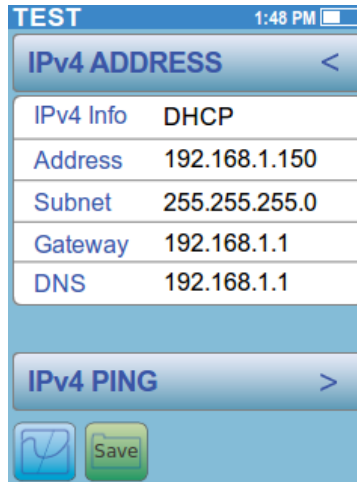 TEST 1:48 PM
IPv4 ADDRESS <
IPv4 Info DHCP
Address 192.168.1.150
Subnet 255.255.255.0
Gateway 192.168.1.1
DNS 192.168.1.1
IPv4 PING >
Save